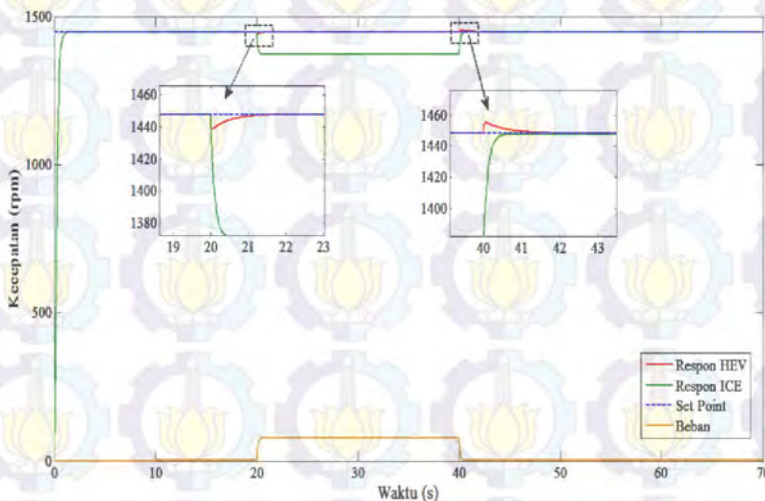 1500
1000
500
0
Kecepatan (rpm)
1460
1440
1420
1400
1380
19 20 21 22 23
1460
1440
1420
1400
40 41 42 43
Respon HEV
Respon ICE
Set Point
Beban
0 10 20 30 40 50 60 70
Waktu (s)